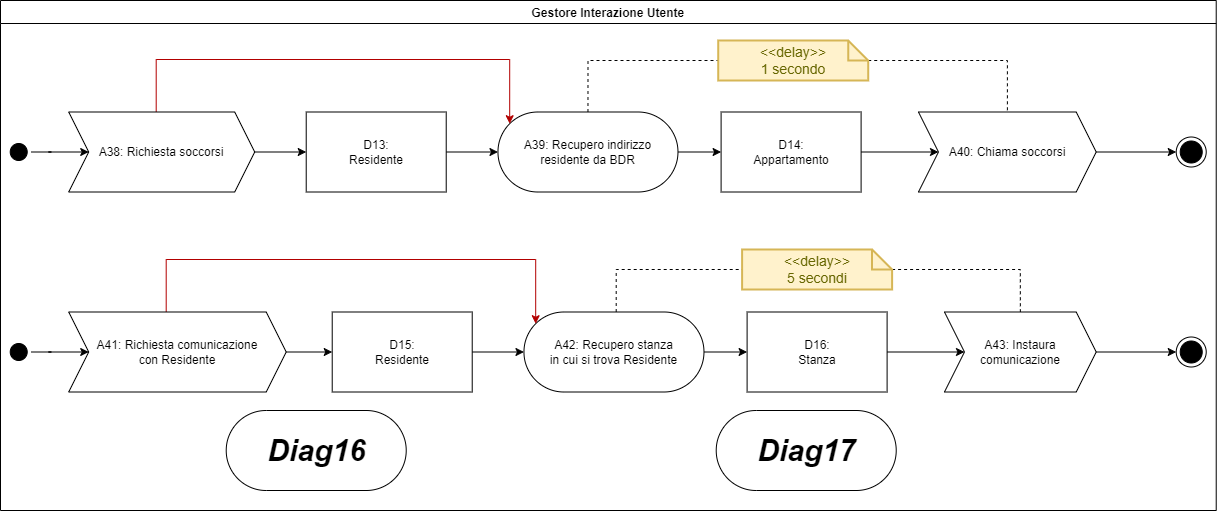 Gestore Interazione Utente
<<delay>>
1 secondo
A38: Richiesta soccorsi
D13:
Residente
A39: Recupero indirizzo
residente da BDR
D14:
Appartamento
A40: Chiama soccorsi
<<delay>>
5 secondi
A41: Richiesta comunicazione
con Residente
D15:
Residente
A42: Recupero stanza
in cui si trova Residente
D16:
Stanza
A43: Instaura
comunicazione
Diag16
Diag17